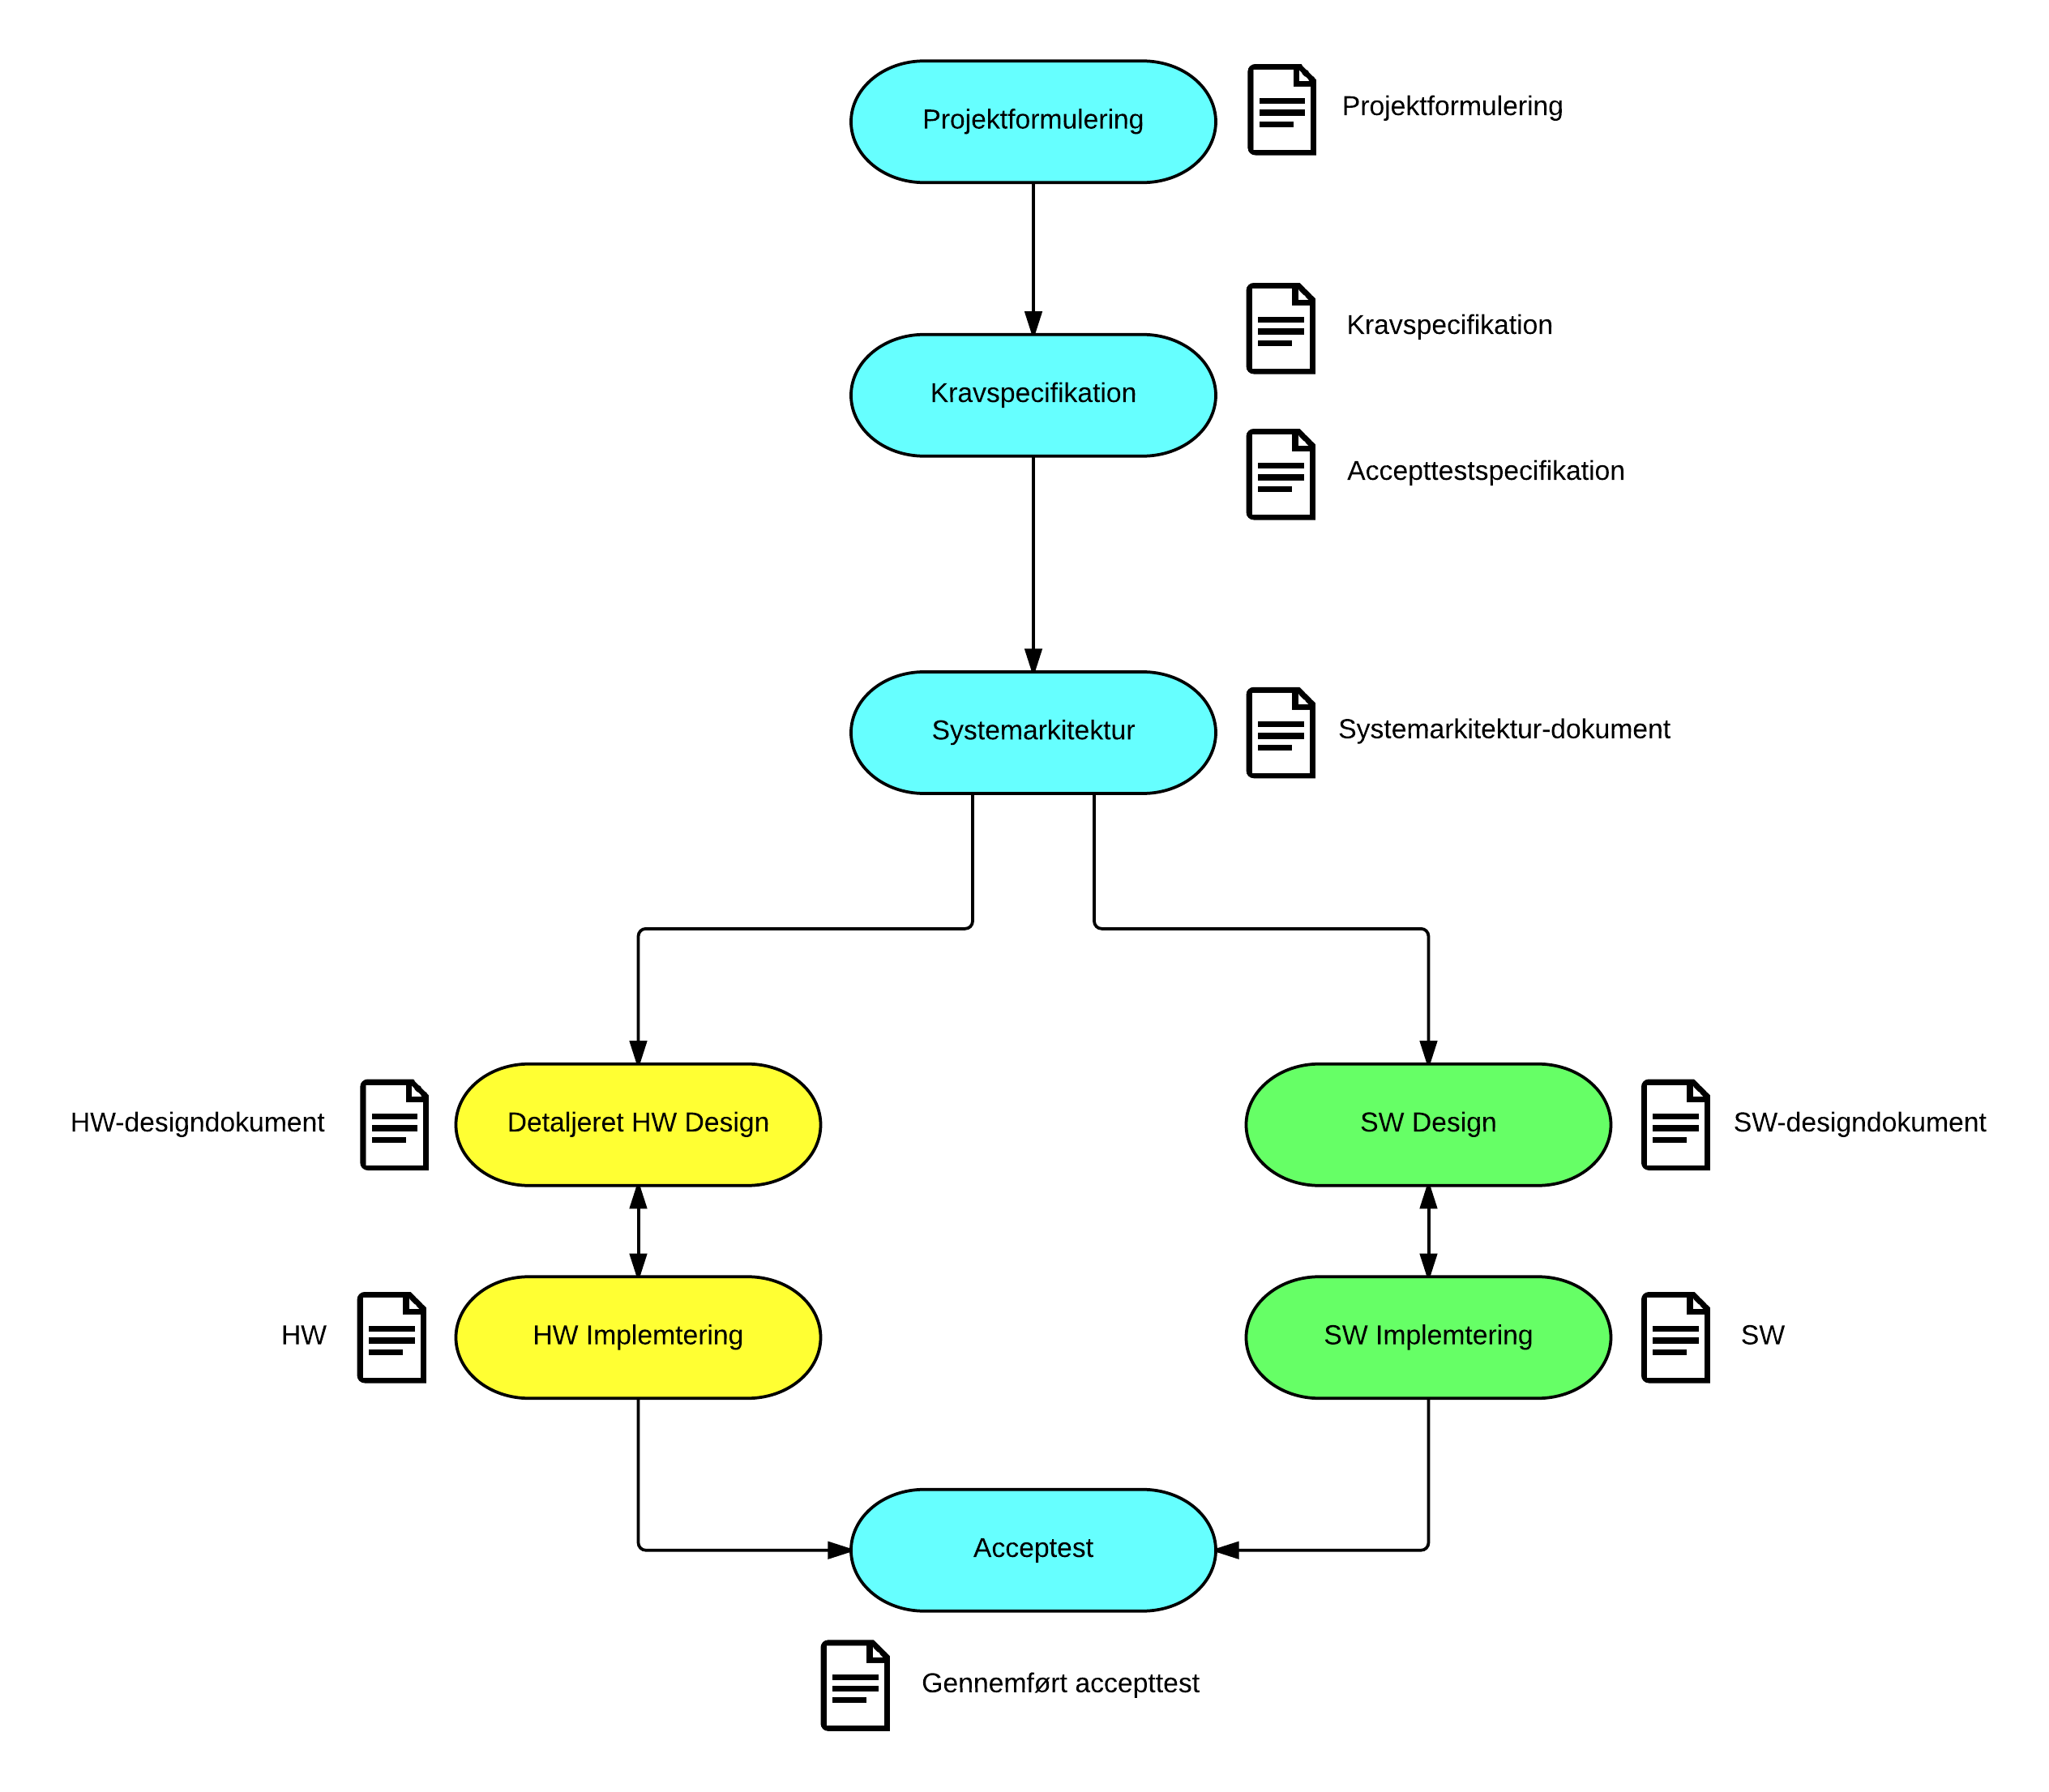 Projektformulering
Projektformulering
Kravspecifikation
Kravspecifikation
Accepttestspecifikation
Systemarkitektur
Systemarkitektur-dokument
HW-designdokument
Detaljeret HW Design
SW Design
SW-designdokument
HW
HW Implemtering
SW Implemtering
SW
Acceptest
Gennemført accepttest